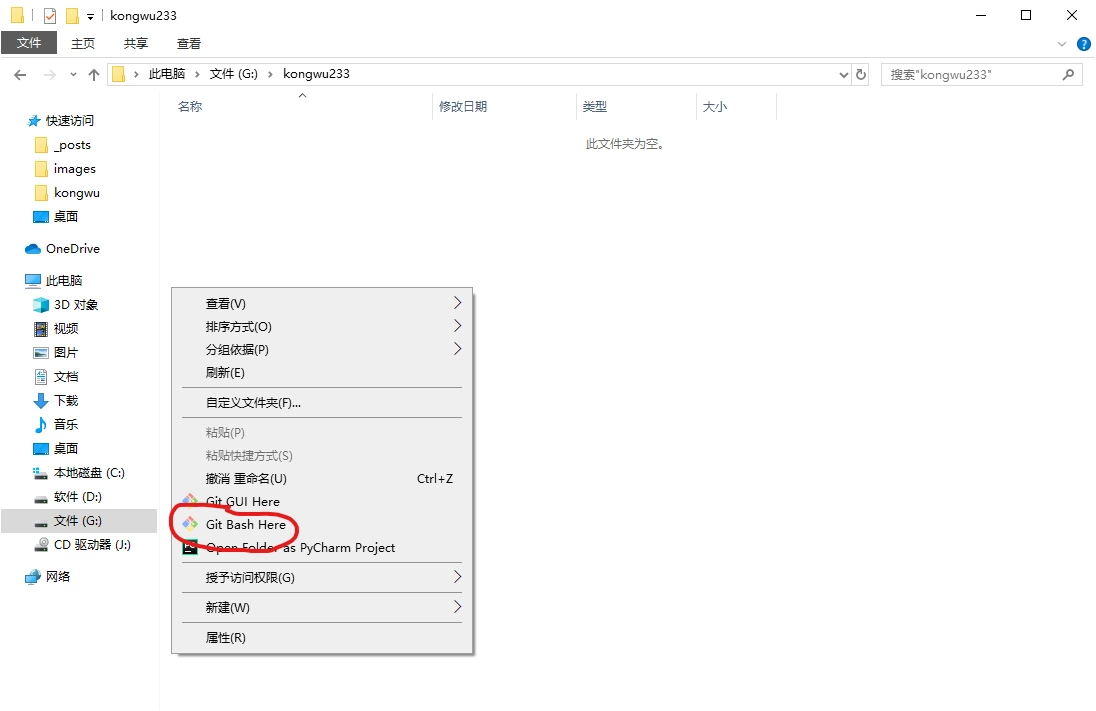 kongwu233
文件 主页 共享 查看
此电脑 文件 (G:) kongwu233 搜索"kongwu233"
名称 修改日期 类型 大小
此文件夹为空。
快速访问
_posts
images
kongwu
桌面
OneDrive
此电脑
3D 对象
视频
图片
文档
下载
音乐
桌面
本地磁盘 (C:)
软件 (D:)
文件 (G:)
CD 驱动器 (J:)
网络
查看(V)
排序方式(O)
分组依据(P)
刷新(E)
自定义文件夹(F)...
粘贴(P)
粘贴快捷方式(S)
撤消 重命名(U) Ctrl+Z
Git GUI Here
Git Bash Here
Open Folder as PyCharm Project
授予访问权限(G)
新建(W)
属性(R)